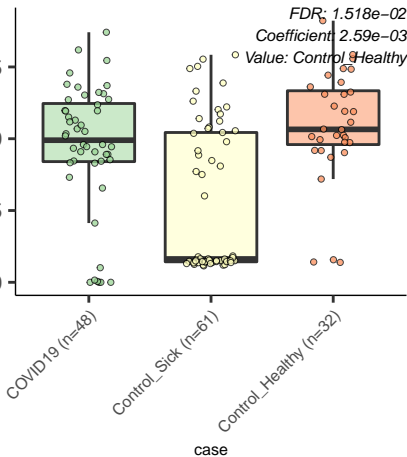 FDR: 1.518e−02
Coefficient: 2.59e−03
Value: Control_Healthy
COVID19 (n=48)
Control_Sick (n=61)
Control_Healthy (n=32)
case